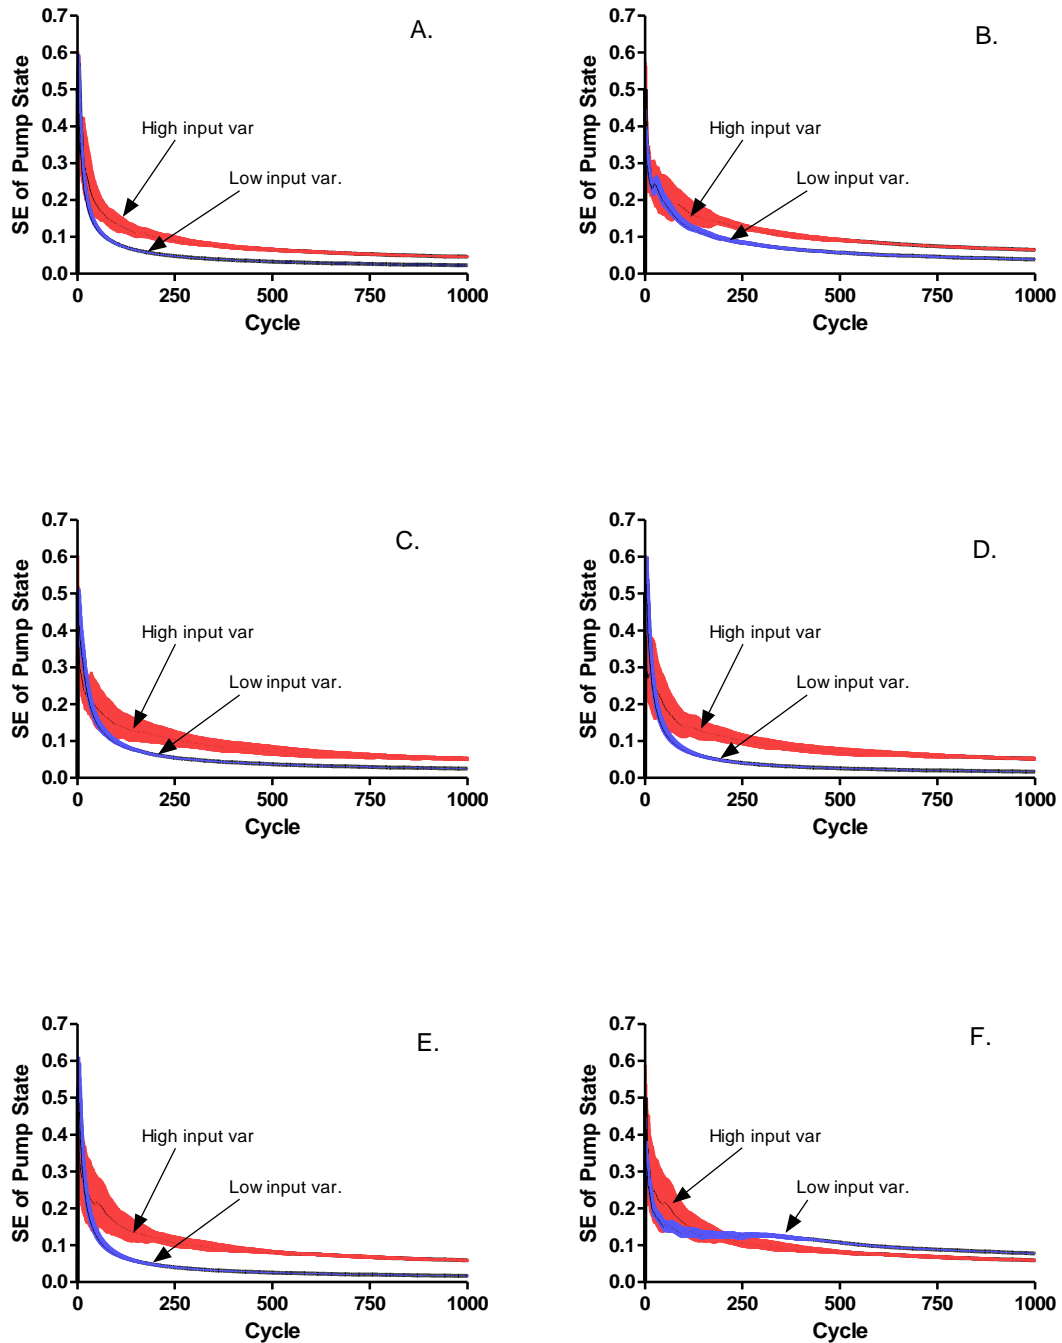 A.
SE of Pump State
0.7
0.6
0.5
0.4
0.3
0.2
0.1
0.0
High input var
Low input var.
0 250 500 750 1000
Cycle
B.
SE of Pump State
0.7
0.6
0.5
0.4
0.3
0.2
0.1
0.0
High input var
Low input var.
0 250 500 750 1000
Cycle
C.
SE of Pump State
0.7
0.6
0.5
0.4
0.3
0.2
0.1
0.0
High input var
Low input var.
0 250 500 750 1000
Cycle
D.
SE of Pump State
0.7
0.6
0.5
0.4
0.3
0.2
0.1
0.0
High input var
Low input var.
0 250 500 750 1000
Cycle
E.
SE of Pump State
0.7
0.6
0.5
0.4
0.3
0.2
0.1
0.0
High input var
Low input var.
0 250 500 750 1000
Cycle
F.
SE of Pump State
0.7
0.6
0.5
0.4
0.3
0.2
0.1
0.0
High input var
Low input var.
0 250 500 750 1000
Cycle